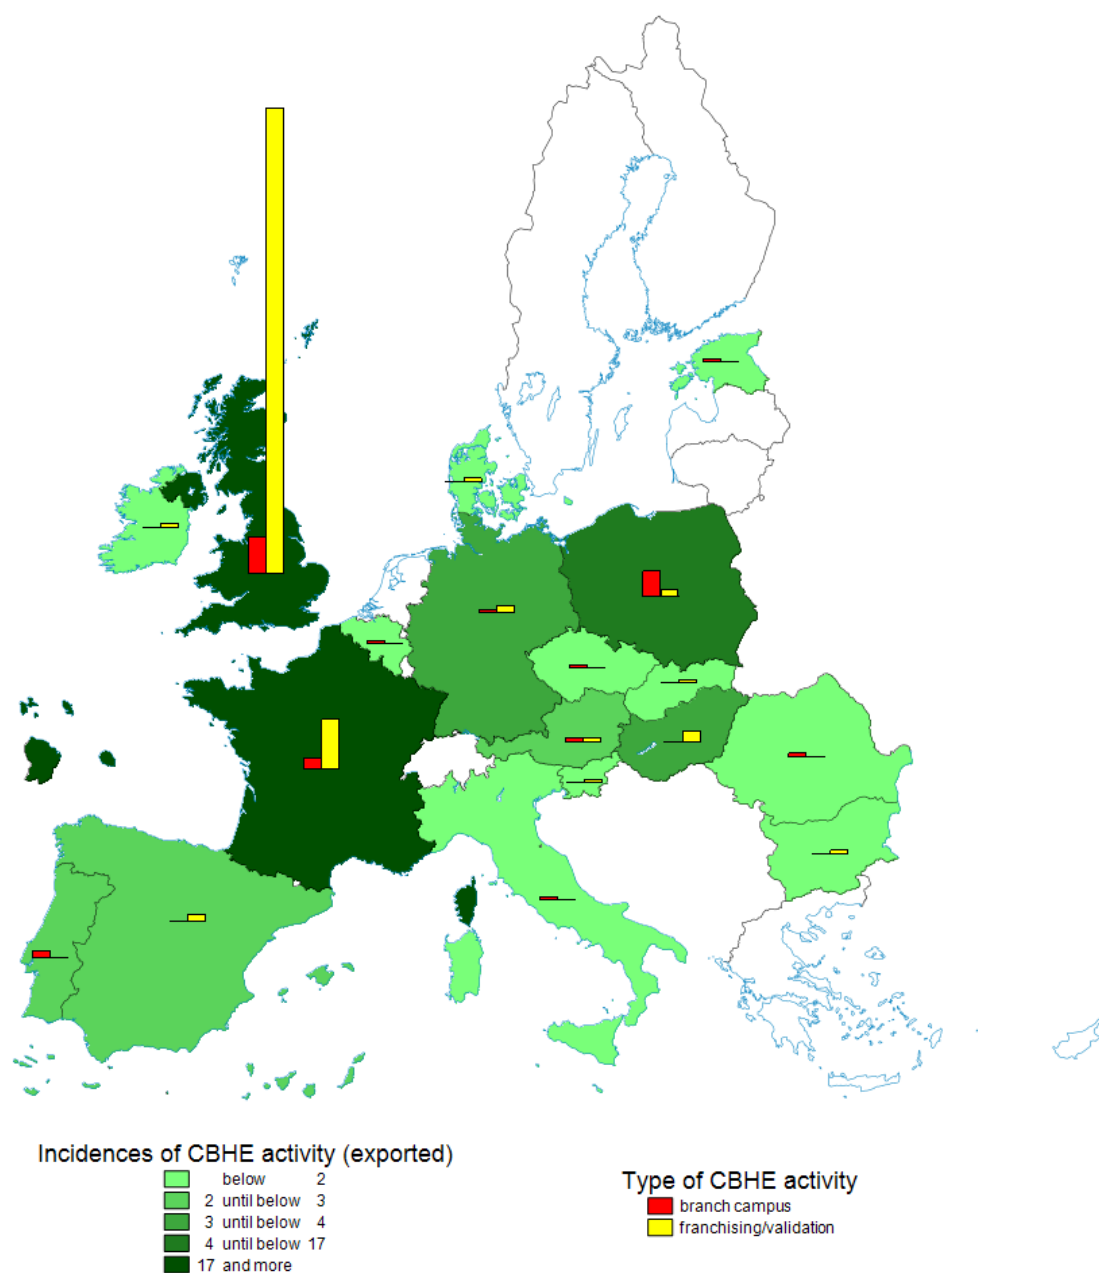 Incidences of CBHE activity (exported)
below 2
2 until below 3
3 until below 4
4 until below 17
17 and more
Type of CBHE activity
branch campus
franchising/validation